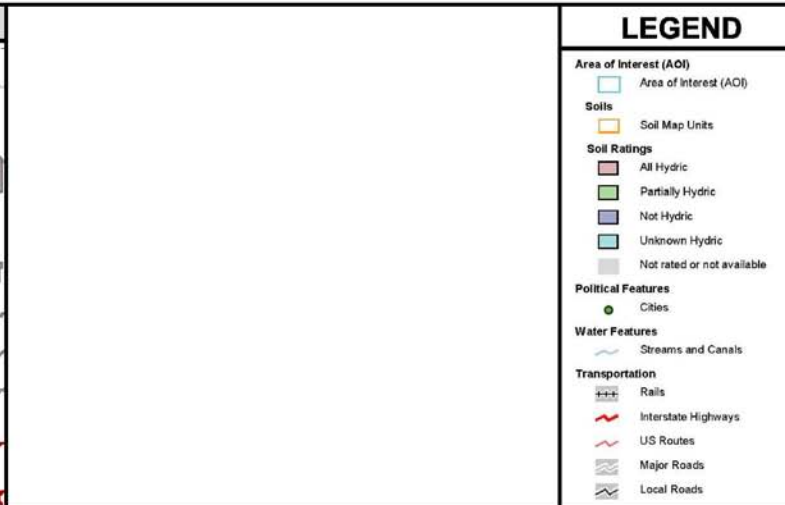 LEGEND
Area of Interest (AOI)
Area of Interest (AOI)
Soils
Soil Map Units
Soil Ratings
All Hydric
Partially Hydric
Not Hydric
Unknown Hydric
Not rated or not available
Political Features
Cities
Water Features
Streams and Canals
Transportation
Rails
Interstate Highways
US Routes
Major Roads
Local Roads